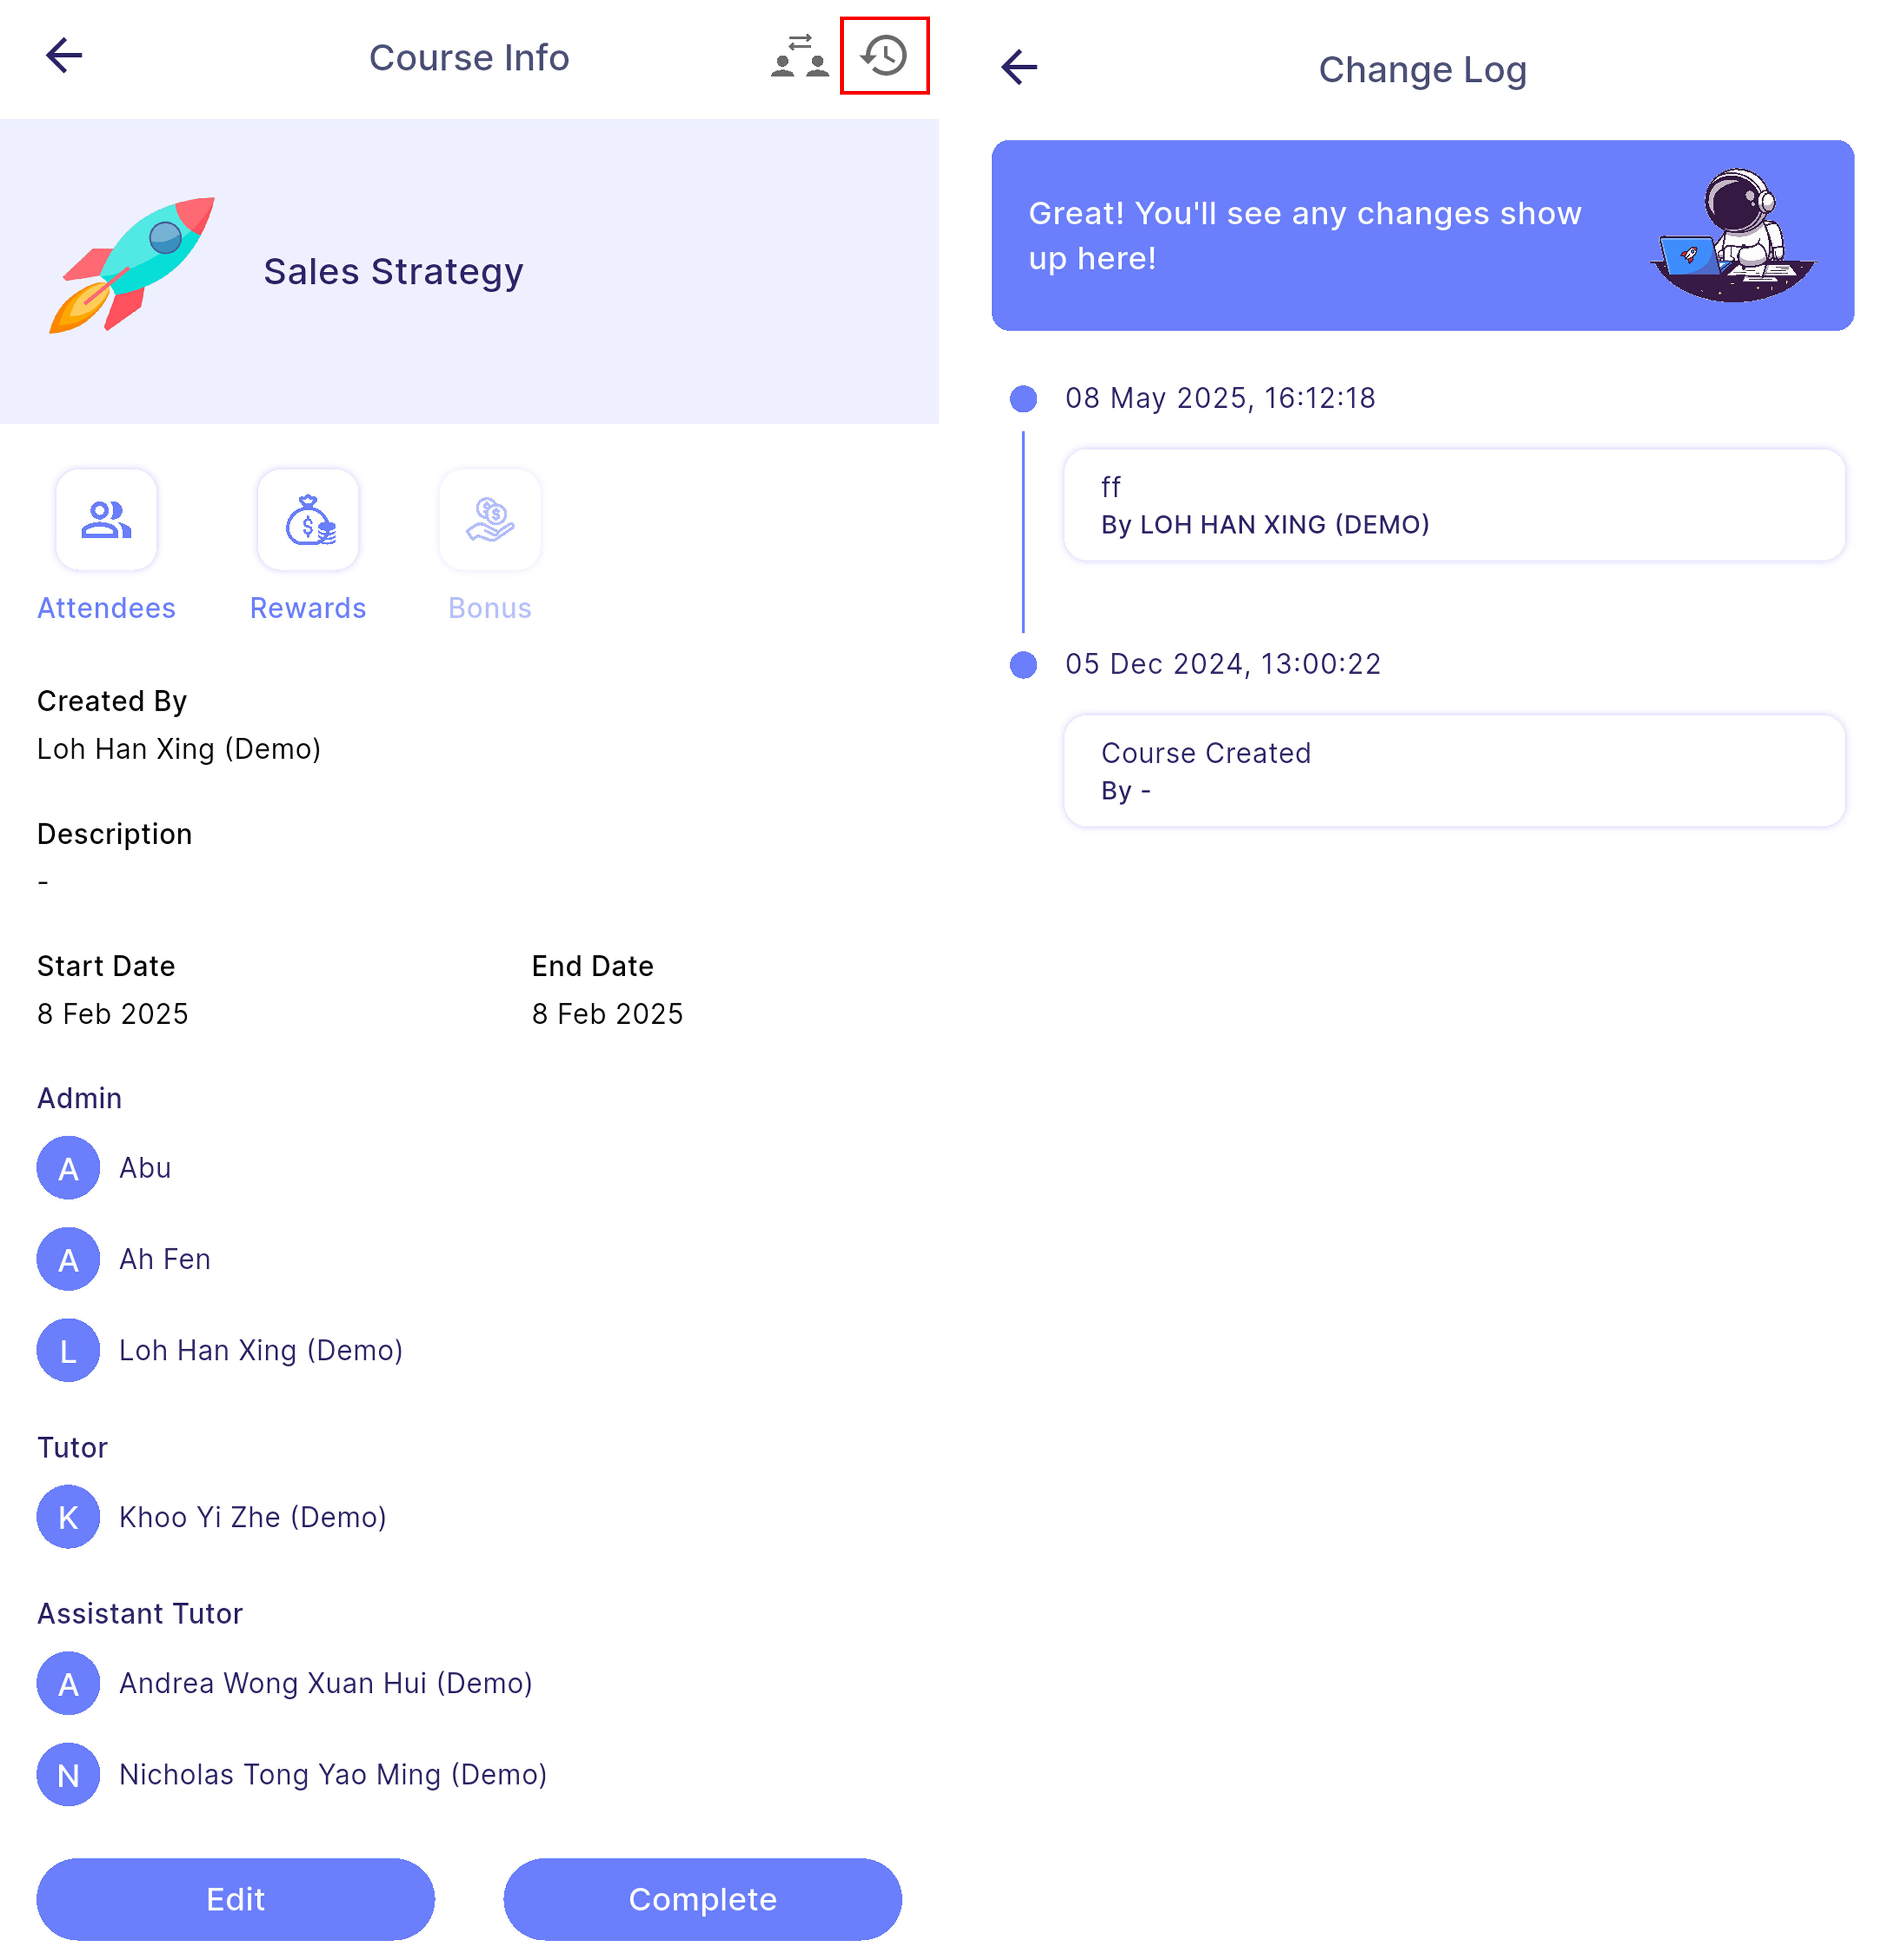 Course Info
Sales Strategy
Attendees
Rewards
Bonus
Created By
Loh Han Xing (Demo)
Description
-
Start Date
End Date
8 Feb 2025
8 Feb 2025
Admin
A
Abu
A
Ah Fen
L
Loh Han Xing (Demo)
Tutor
K
Khoo Yi Zhe (Demo)
Assistant Tutor
A
Andrea Wong Xuan Hui (Demo)
N
Nicholas Tong Yao Ming (Demo)
Edit
Complete
Change Log
Great! You'll see any changes show
up here!
08 May 2025, 16:12:18
ff
By LOH HAN XING (DEMO)
05 Dec 2024, 13:00:22
Course Created
By -